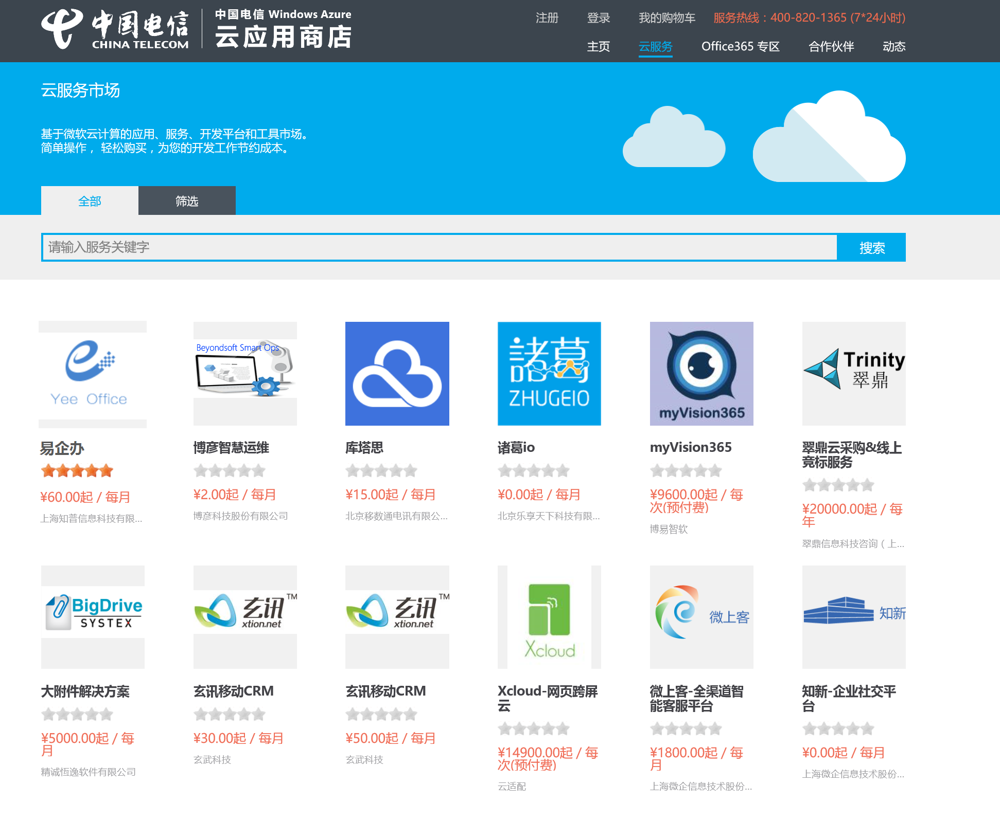 中国电信
CHINA TELECOM
中国电信 Windows Azure
云应用商店
注册
登录
我的购物车
服务热线：400-820-1365 (7*24小时)
主页
云服务
Office365 专区
合作伙伴
动态
云服务市场
基于微软云计算的应用、服务、开发平台和工具市场。
简单操作， 轻松购买，为您的开发工作节约成本。
全部
筛选
请输入服务关键字
搜索
Yee Office
易企办
¥60.00起 / 每月
上海知普信息科技有限...
Beyondsoft Smart Ops
博彦智慧运维
¥2.00起 / 每月
博彦科技股份有限公司
库塔思
¥15.00起 / 每月
北京移数通电讯有限公...
諸葛
ZHUGEIO
诸葛io
¥0.00起 / 每月
北京乐享天下科技有限...
myVision365
myVision365
¥9600.00起 / 每
次(预付费)
博易智软
Trinity
翠鼎
翠鼎云采购&线上
竞标服务
¥20000.00起 / 每
年
翠鼎信息科技咨询（上...
BigDrive
SYSTEX
大附件解决方案
¥5000.00起 / 每
月
精诚恆逸软件有限公司
玄讯TM
xtion.net
玄讯移动CRM
¥30.00起 / 每月
玄武科技
玄讯TM
xtion.net
玄讯移动CRM
¥50.00起 / 每月
玄武科技
Xcloud
Xcloud-网页跨屏
云
¥14900.00起 / 每
次(预付费)
云适配
微上客
微上客-全渠道智
能客服平台
¥1800.00起 / 每
月
上海微企信息技术股份...
知新
知新-企业社交平
台
¥0.00起 / 每月
上海微企信息技术股份...